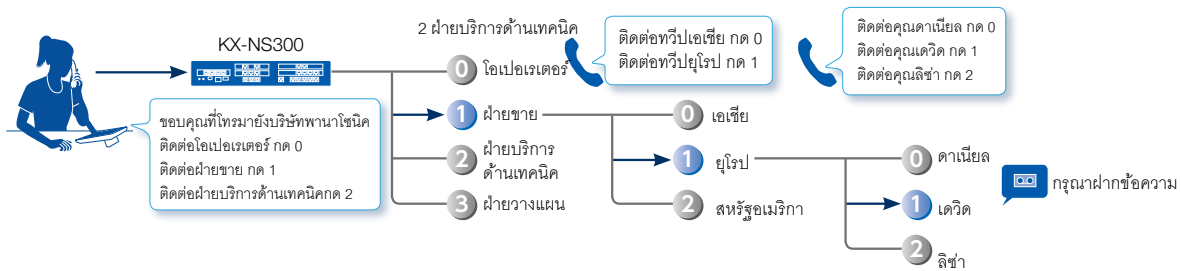 KX-NS300
ขอบคุณที่โทรมายังบริษัทพานาโซนิค
ติดต่อโอเปอเรเตอร์ กด 0
ติดต่อฝ่ายขาย กด 1
ติดต่อฝ่ายบริการด้านเทคนิคกด 2
2 ฝ่ายบริการด้านเทคนิค
0 โอเปอเรเตอร์
1 ฝ่ายขาย
2 ฝ่ายบริการ
ด้านเทคนิค
3 ฝ่ายวางแผน
ติดต่อทวีปเอเชีย กด 0
ติดต่อทวีปยุโรป กด 1
0 เอเชีย
1 ยุโรป
2 สหรัฐอเมริกา
ติดต่อคุณดาเนียล กด 0
ติดต่อคุณเดวิด กด 1
ติดต่อคุณลิซ่า กด 2
0 ดาเนียล
1 เดวิด
2 ลิซ่า
กรุณาฝากข้อความ